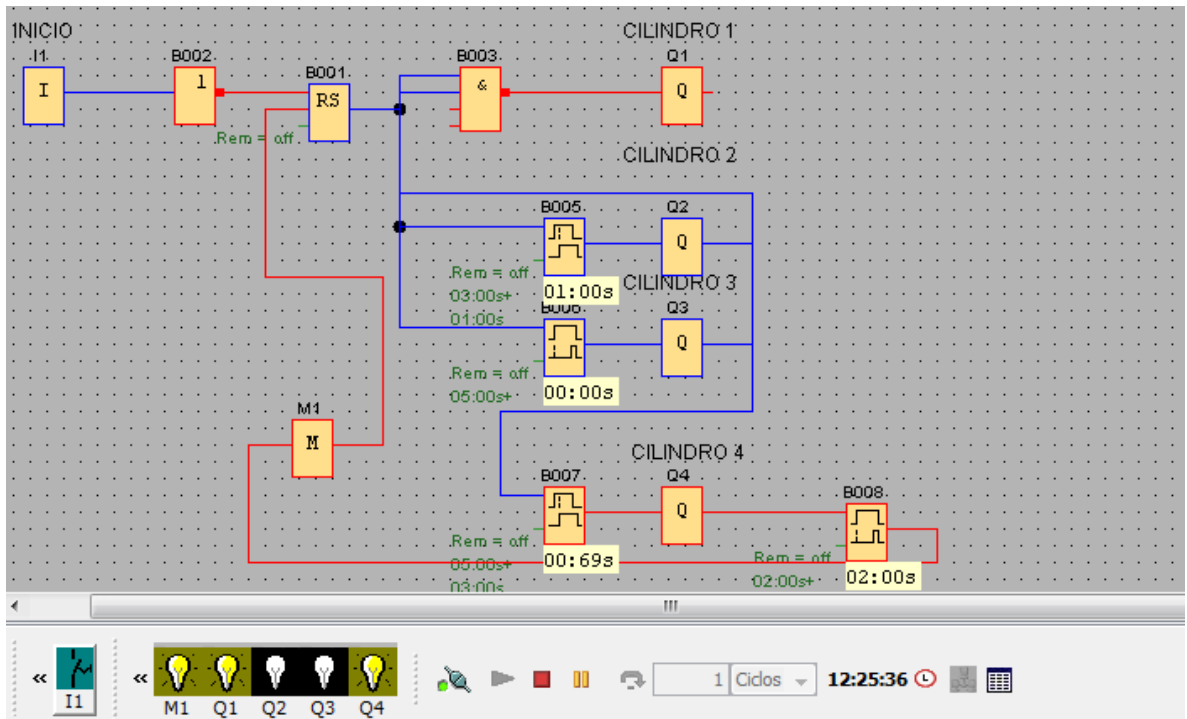 INICIO
CILINDRO 1
I1
B002
B001
B003
Q1
I
1
RS
&
Q
Rem = off
CILINDRO 2
B005
Q2
Q
Rem = off
03:00s+
01:00s
01:00s
CILINDRO 3
B006
Q3
Q
Rem = off
05:00s+
00:00s
M1
M
CILINDRO 4
B007
Q4
B008
Q
Rem = off
05:00s+
03:00s
00:69s
Rem = off
02:00s+
02:00s
« I1
« M1 Q1 Q2 Q3 Q4
1 Ciclos
12:25:36